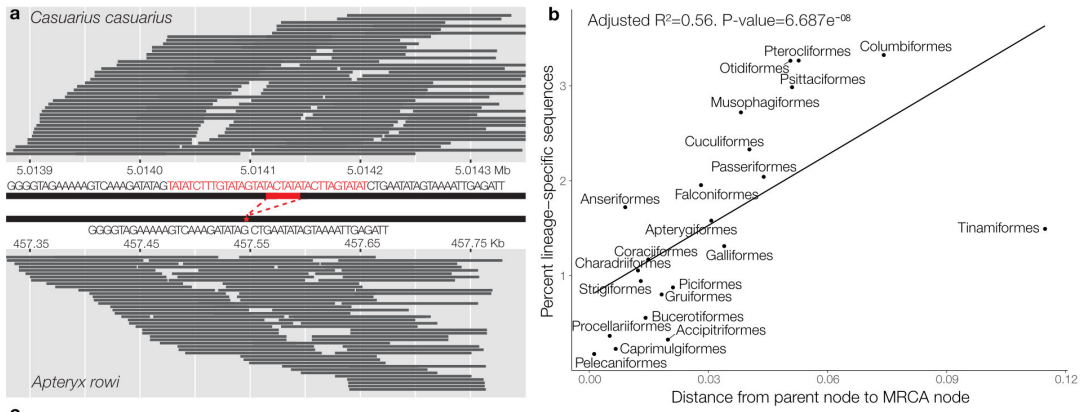 a
Casuarius casuarius
5.0139 5.0140 5.0141 5.0142 5.0143 Mb
GGGGTAGAAAAAGTCAAAGATATAGTATATCTTTGTATAGTATACTATATACTTAGTATATCTGAATATAGTAAAATTGAGATT
GGGGTAGAAAAAGTCAAAGATATAG CTGAATATAGTAAAATTGAGATT
457.35 457.45 457.55 457.65 457.75 Kb
Apteryx rowi
b
Adjusted R²=0.56. P-value=6.687e⁻⁰⁸
Percent lineage-specific sequences
3
2
1
Pterocliformes
Columbiformes
Otidiformes
Psittaciformes
Musophagiformes
Cuculiformes
Passeriformes
Falconiformes
Anseriformes
Apterygiformes
Tinamiformes
Coraciiformes
Galliformes
Charadriiformes
Strigiformes
Piciformes
Gruiformes
Bucerotiformes
Procellariiformes
Accipitriformes
Caprimulgiformes
Pelecaniformes
0.00 0.03 0.06 0.09 0.12
Distance from parent node to MRCA node